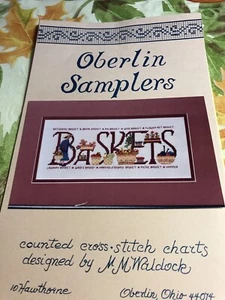 Oberlin
Samplers
BASKETS
counted cross-stitch charts
designed by M.M. Waldock
10 Hawthorne
Oberlin, Ohio 44074